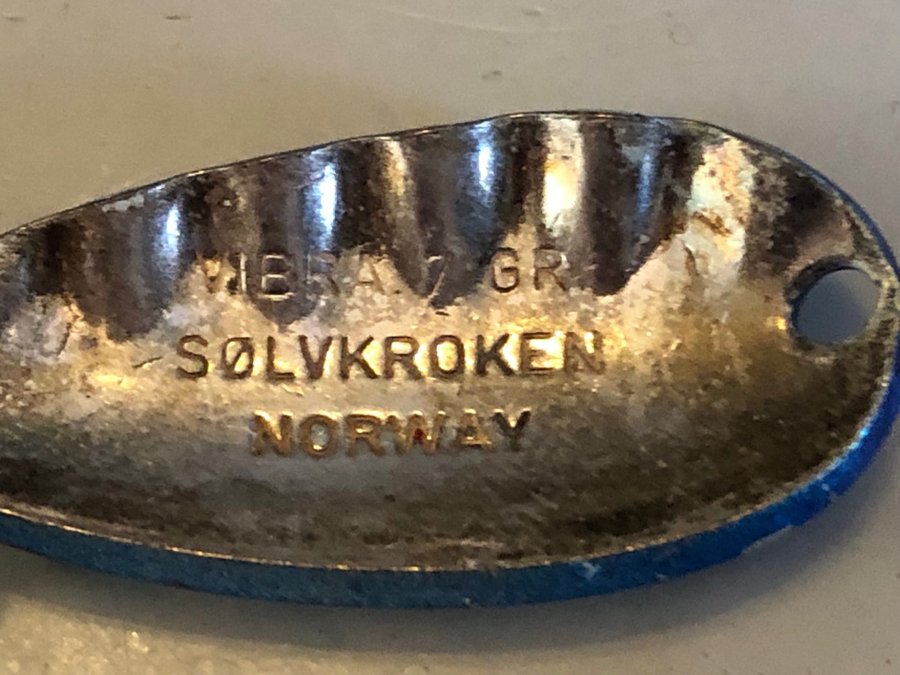 VIBRA. 7 GR.
SØLVKROKEN
NORWAY